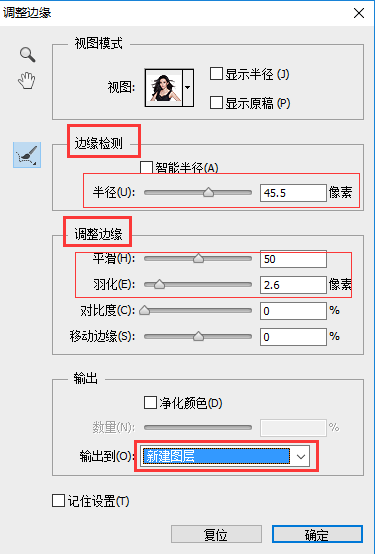 调整边缘
视图模式
视图:
显示半径 (J)
显示原稿 (P)
边缘检测
智能半径(A)
半径(U): 45.5 像素
调整边缘
平滑(H): 50
羽化(E): 2.6 像素
对比度(C): 0 %
移动边缘(S): 0 %
输出
净化颜色(D)
数量(N): %
输出到(O): 新建图层
记住设置(T)
复位 确定